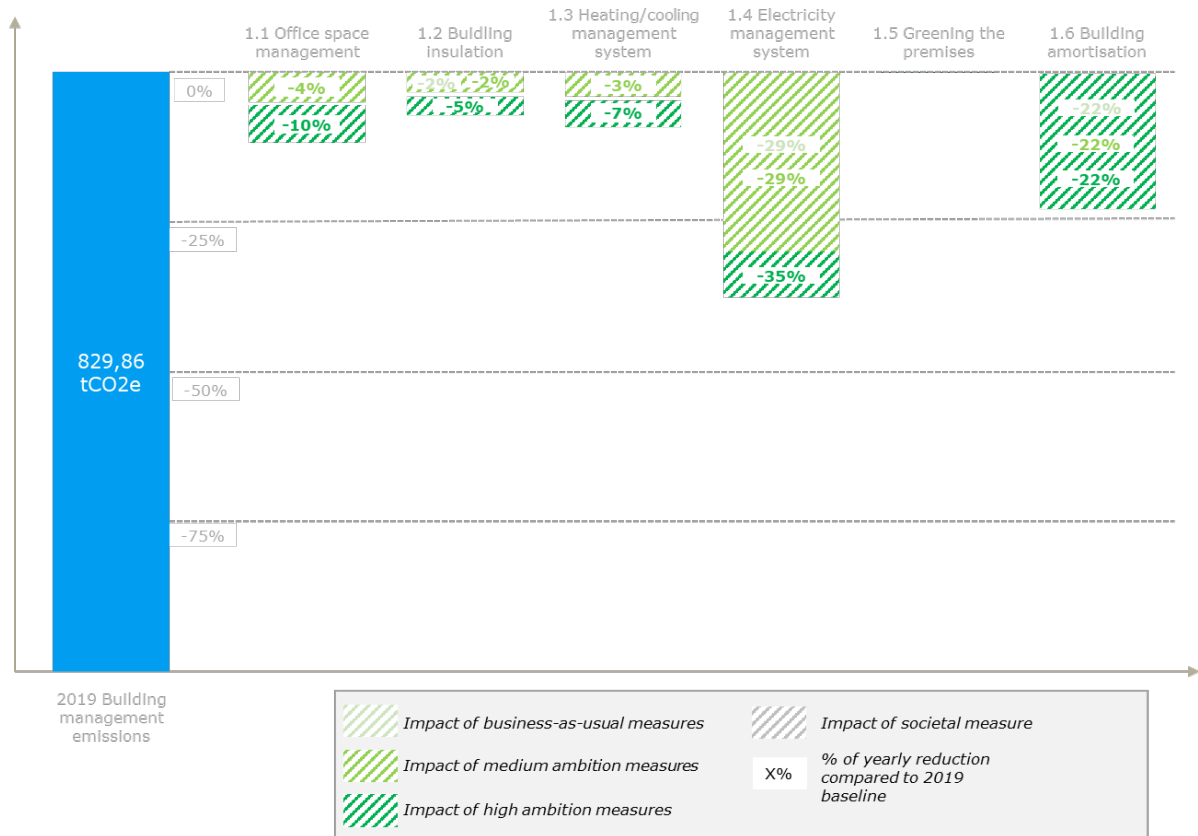 1.1 Office space
management
1.2 Buidling
insulation
1.3 Heating/cooling
management
system
1.4 Electricity
management
system
1.5 Greening the
premises
1.6 Building
amortisation
0%
-25%
-50%
-75%
-4%
-10%
-2%
-2%
-5%
-3%
-7%
-29%
-29%
-35%
-22%
-22%
-22%
829,86
tCO2e
2019 Building
management
emissions
Impact of business-as-usual measures
Impact of medium ambition measures
Impact of high ambition measures
Impact of societal measure
X%
% of yearly reduction
compared to 2019
baseline